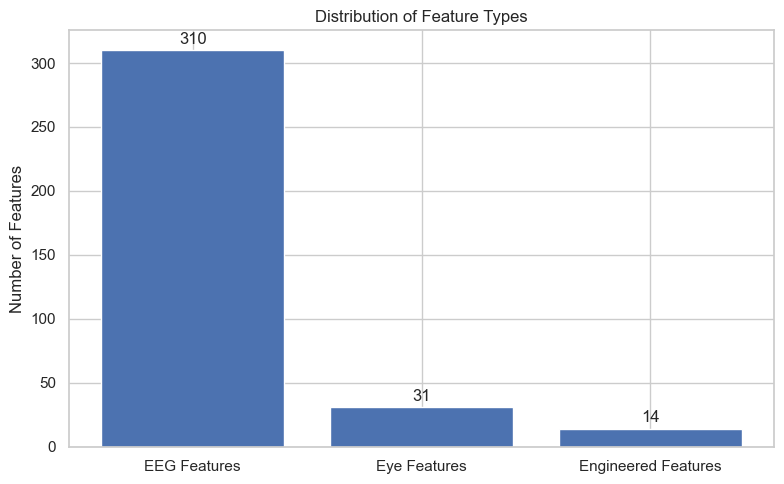 Distribution of Feature Types
Number of Features
300
250
200
150
100
50
0
310
31
14
EEG Features
Eye Features
Engineered Features